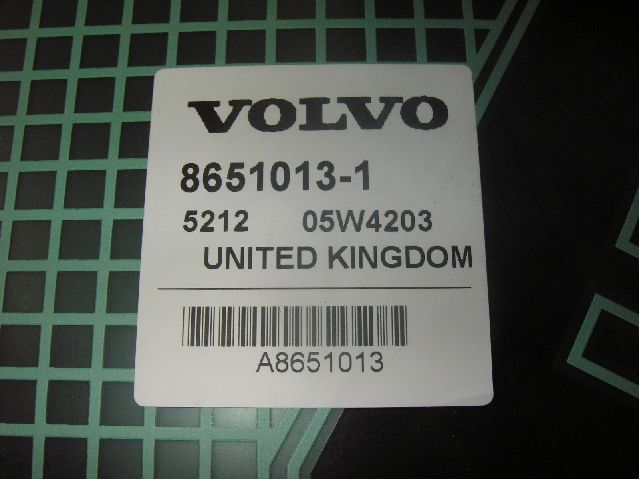 VOLVO
8651013-1
5212 05W4203
UNITED KINGDOM
A8651013